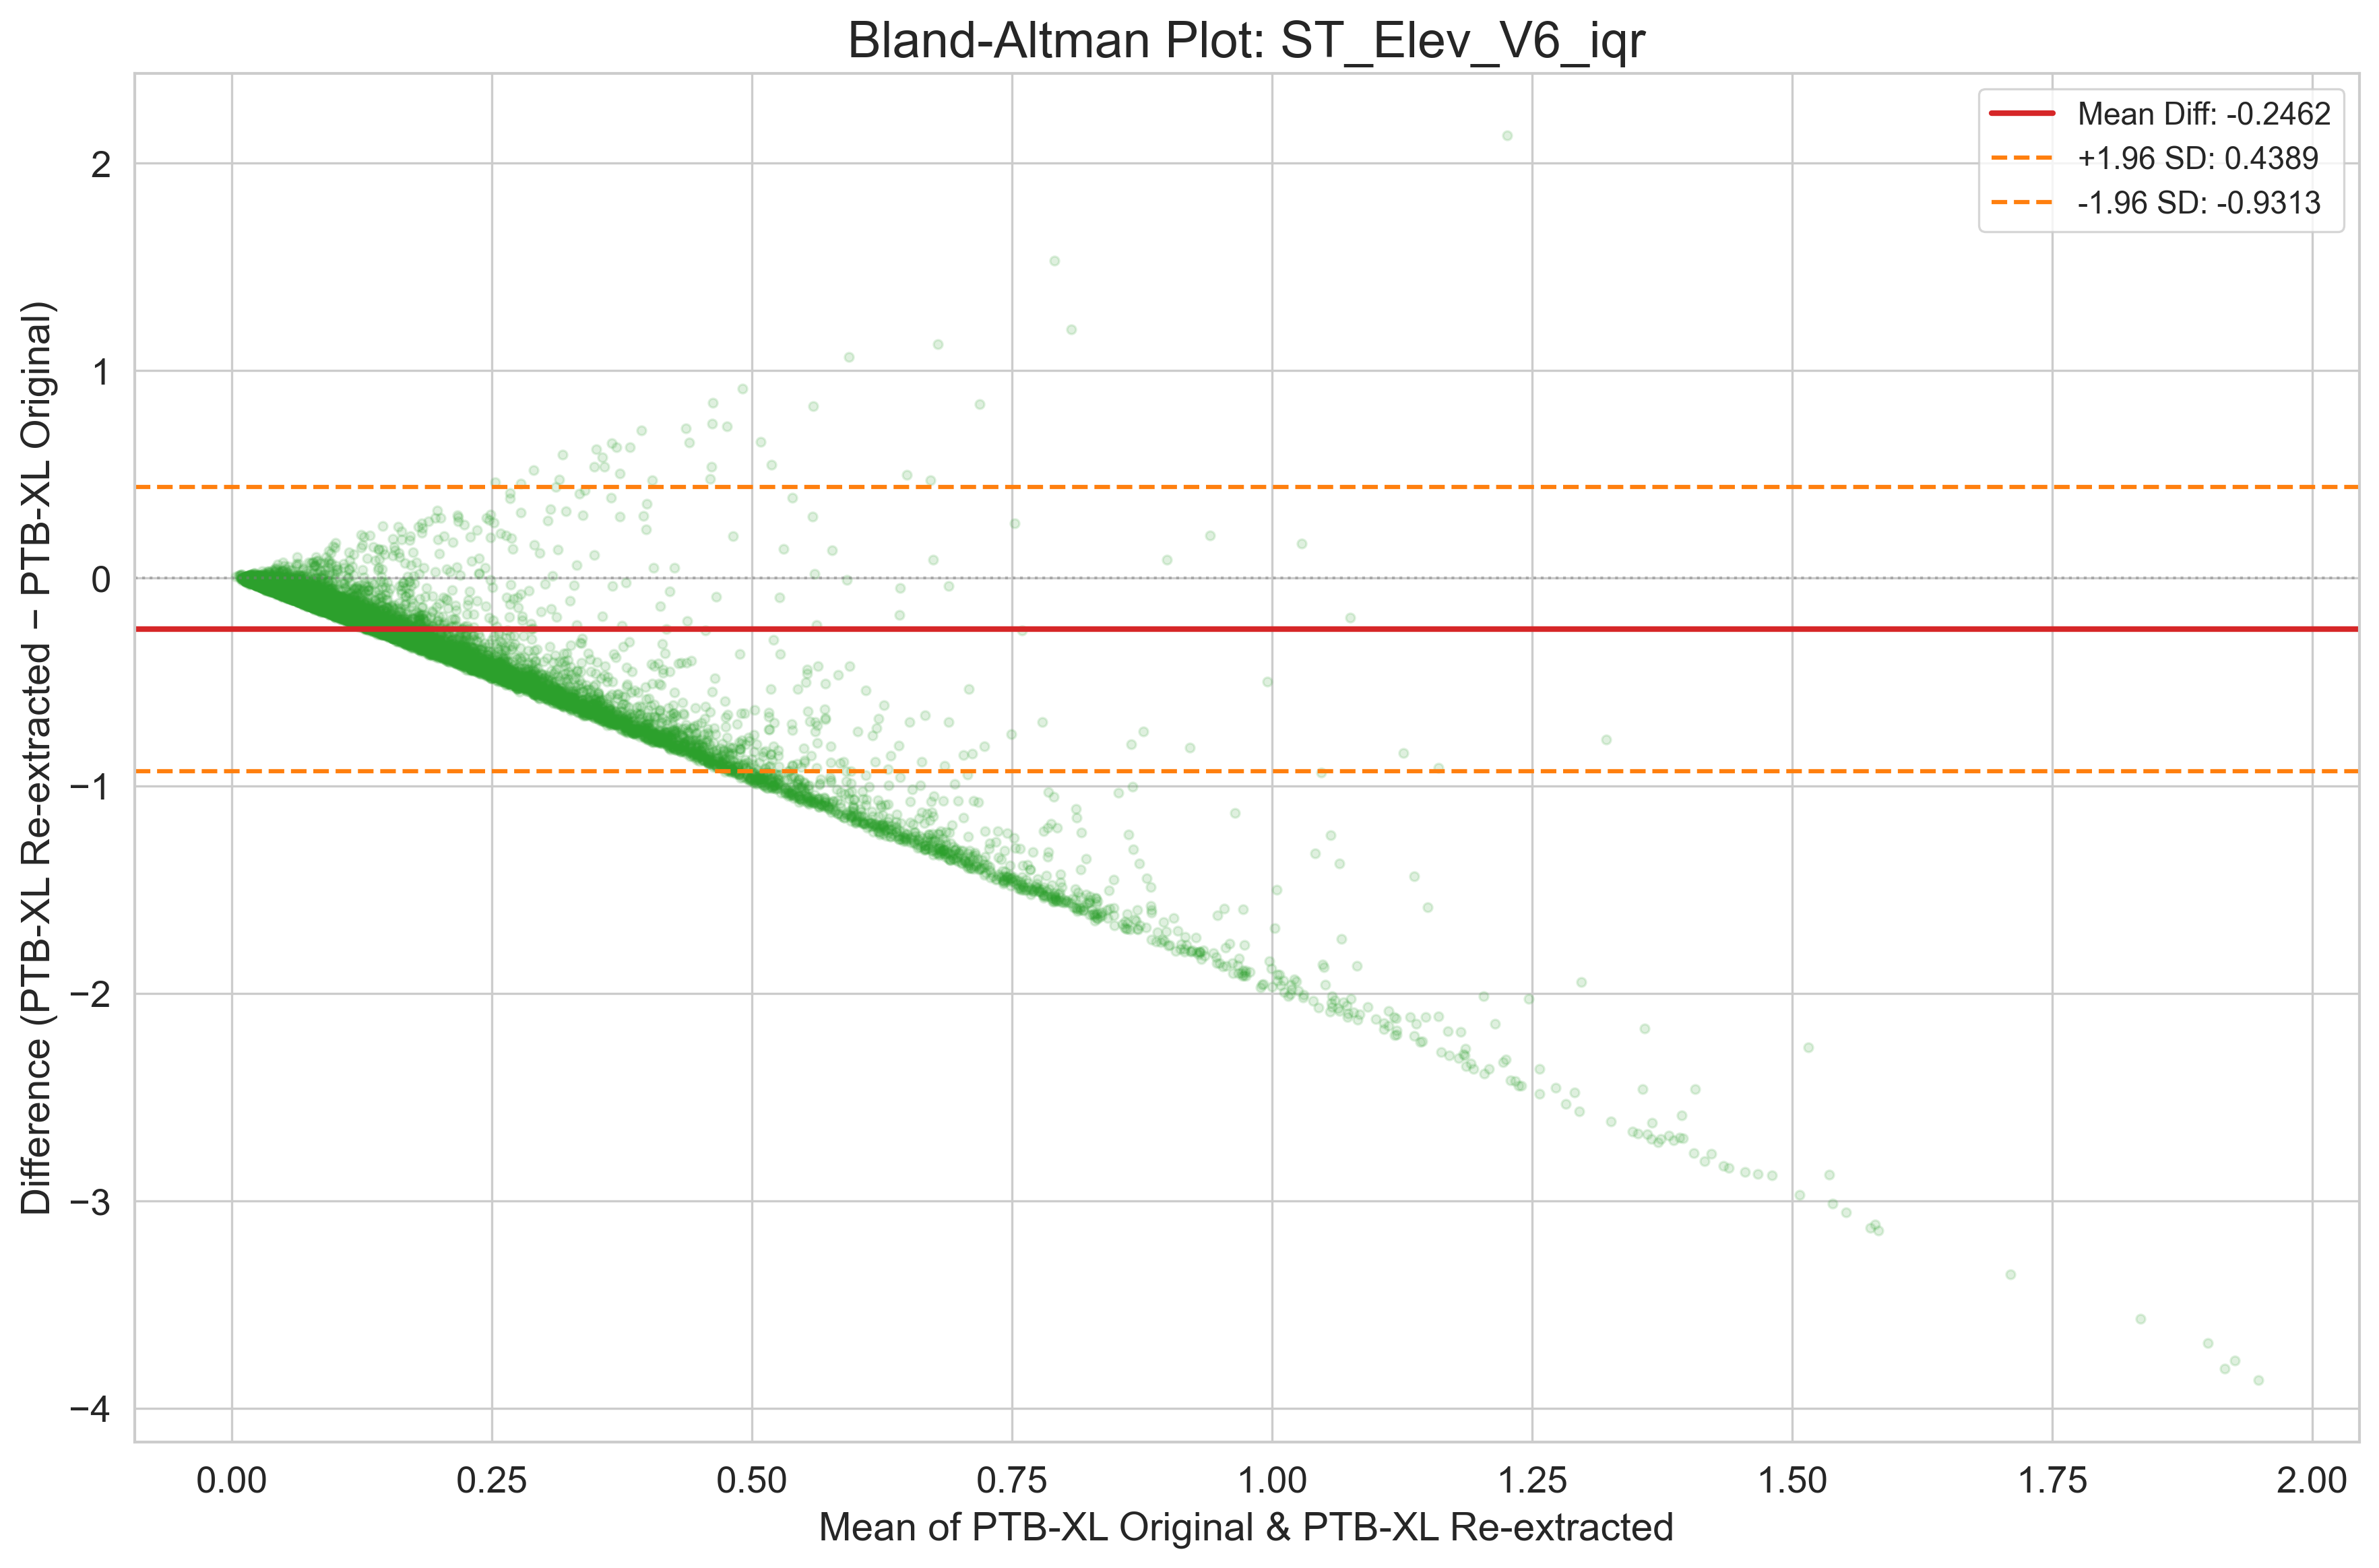 Bland-Altman Plot: ST_Elev_V6_iqr
Mean Diff: -0.2462
+1.96 SD: 0.4389
-1.96 SD: -0.9313
Difference (PTB-XL Re-extracted − PTB-XL Original)
2
1
0
−1
−2
−3
−4
0.00
0.25
0.50
0.75
1.00
1.25
1.50
1.75
2.00
Mean of PTB-XL Original & PTB-XL Re-extracted